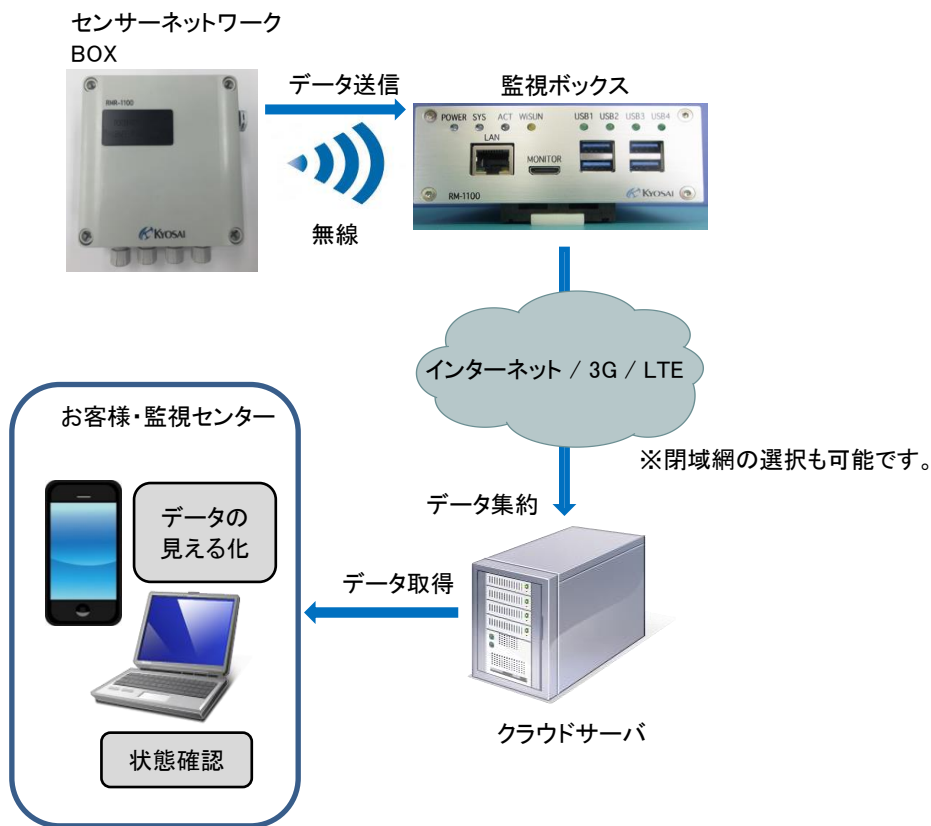 センサーネットワーク
BOX
データ送信
監視ボックス
RMR-1100
KYOSAI
無線
POWER SYS ACT WiSUN USB1 USB2 USB3 USB4
LAN
MONITOR
RM-1100
KYOSAI
インターネット / 3G / LTE
※閉域網の選択も可能です。
お客様・監視センター
データの
見える化
データ集約
データ取得
クラウドサーバ
状態確認